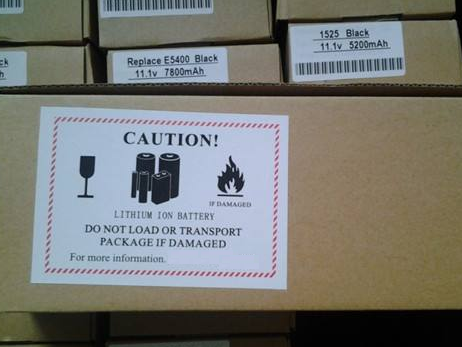 ck
Replace E5400 Black
11.1v 7800mAh
1525 Black
11.1v 5200mAh
CAUTION!
IF DAMAGED
LITHIUM ION BATTERY
DO NOT LOAD OR TRANSPORT
PACKAGE IF DAMAGED
For more information.